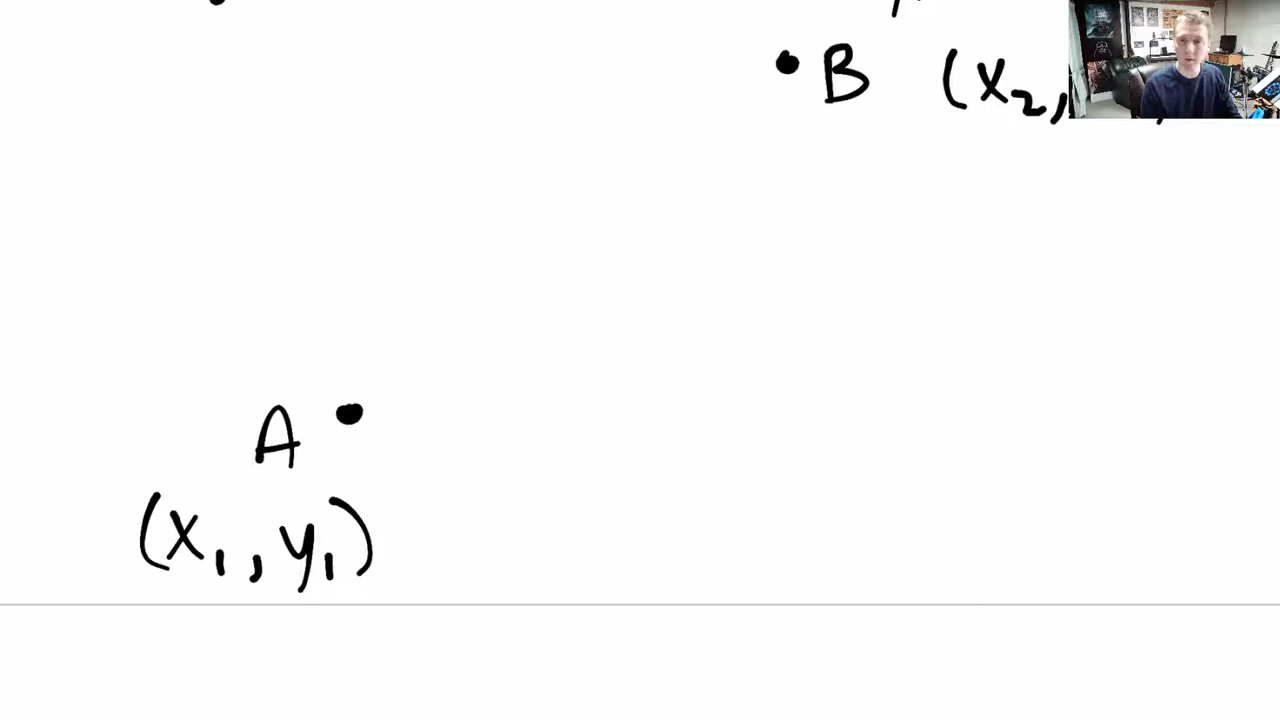 B (x₂,
A
(x₁, y₁)